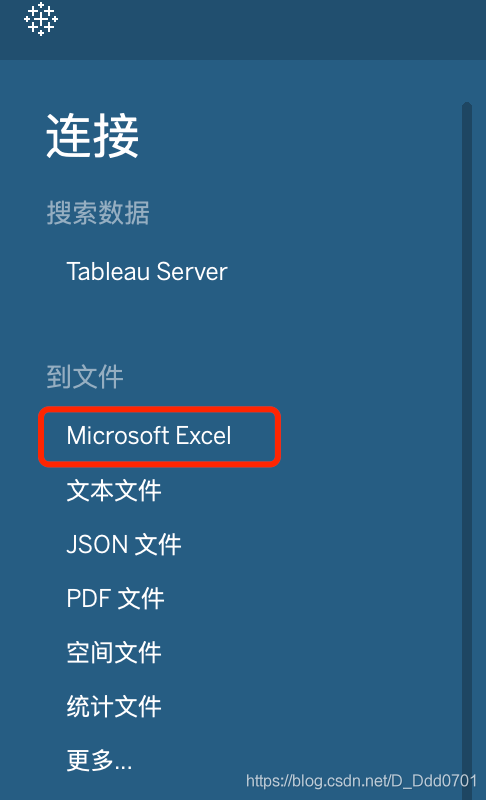 连接
搜索数据
Tableau Server
到文件
Microsoft Excel
文本文件
JSON 文件
PDF 文件
空间文件
统计文件
更多...
https://blog.csdn.net/D_Ddd0701